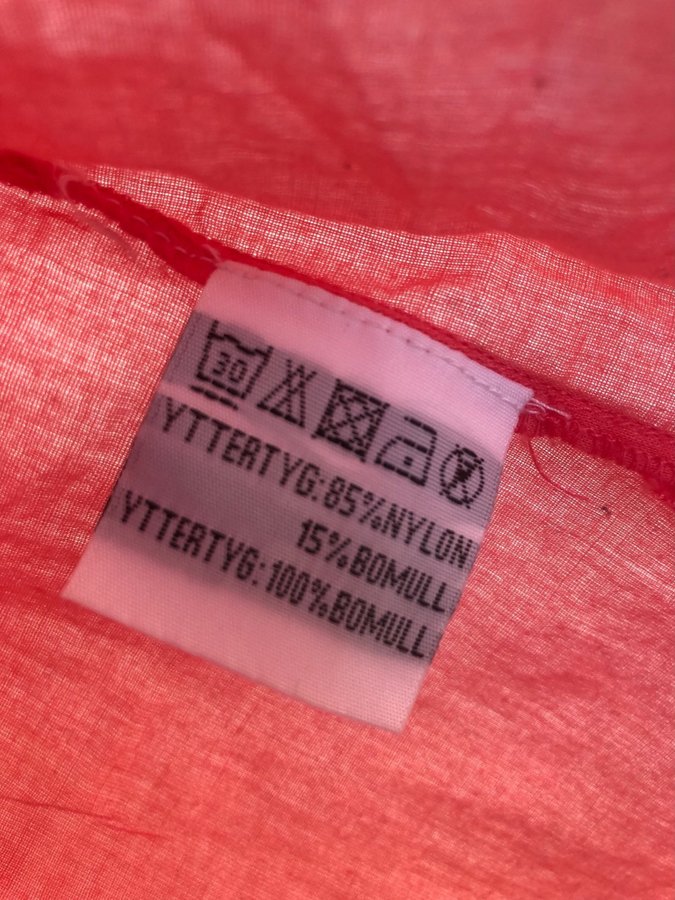 30
YTTERTYG:85%NYLON
15%BOMULL
YTTERTYG:100%BOMULL